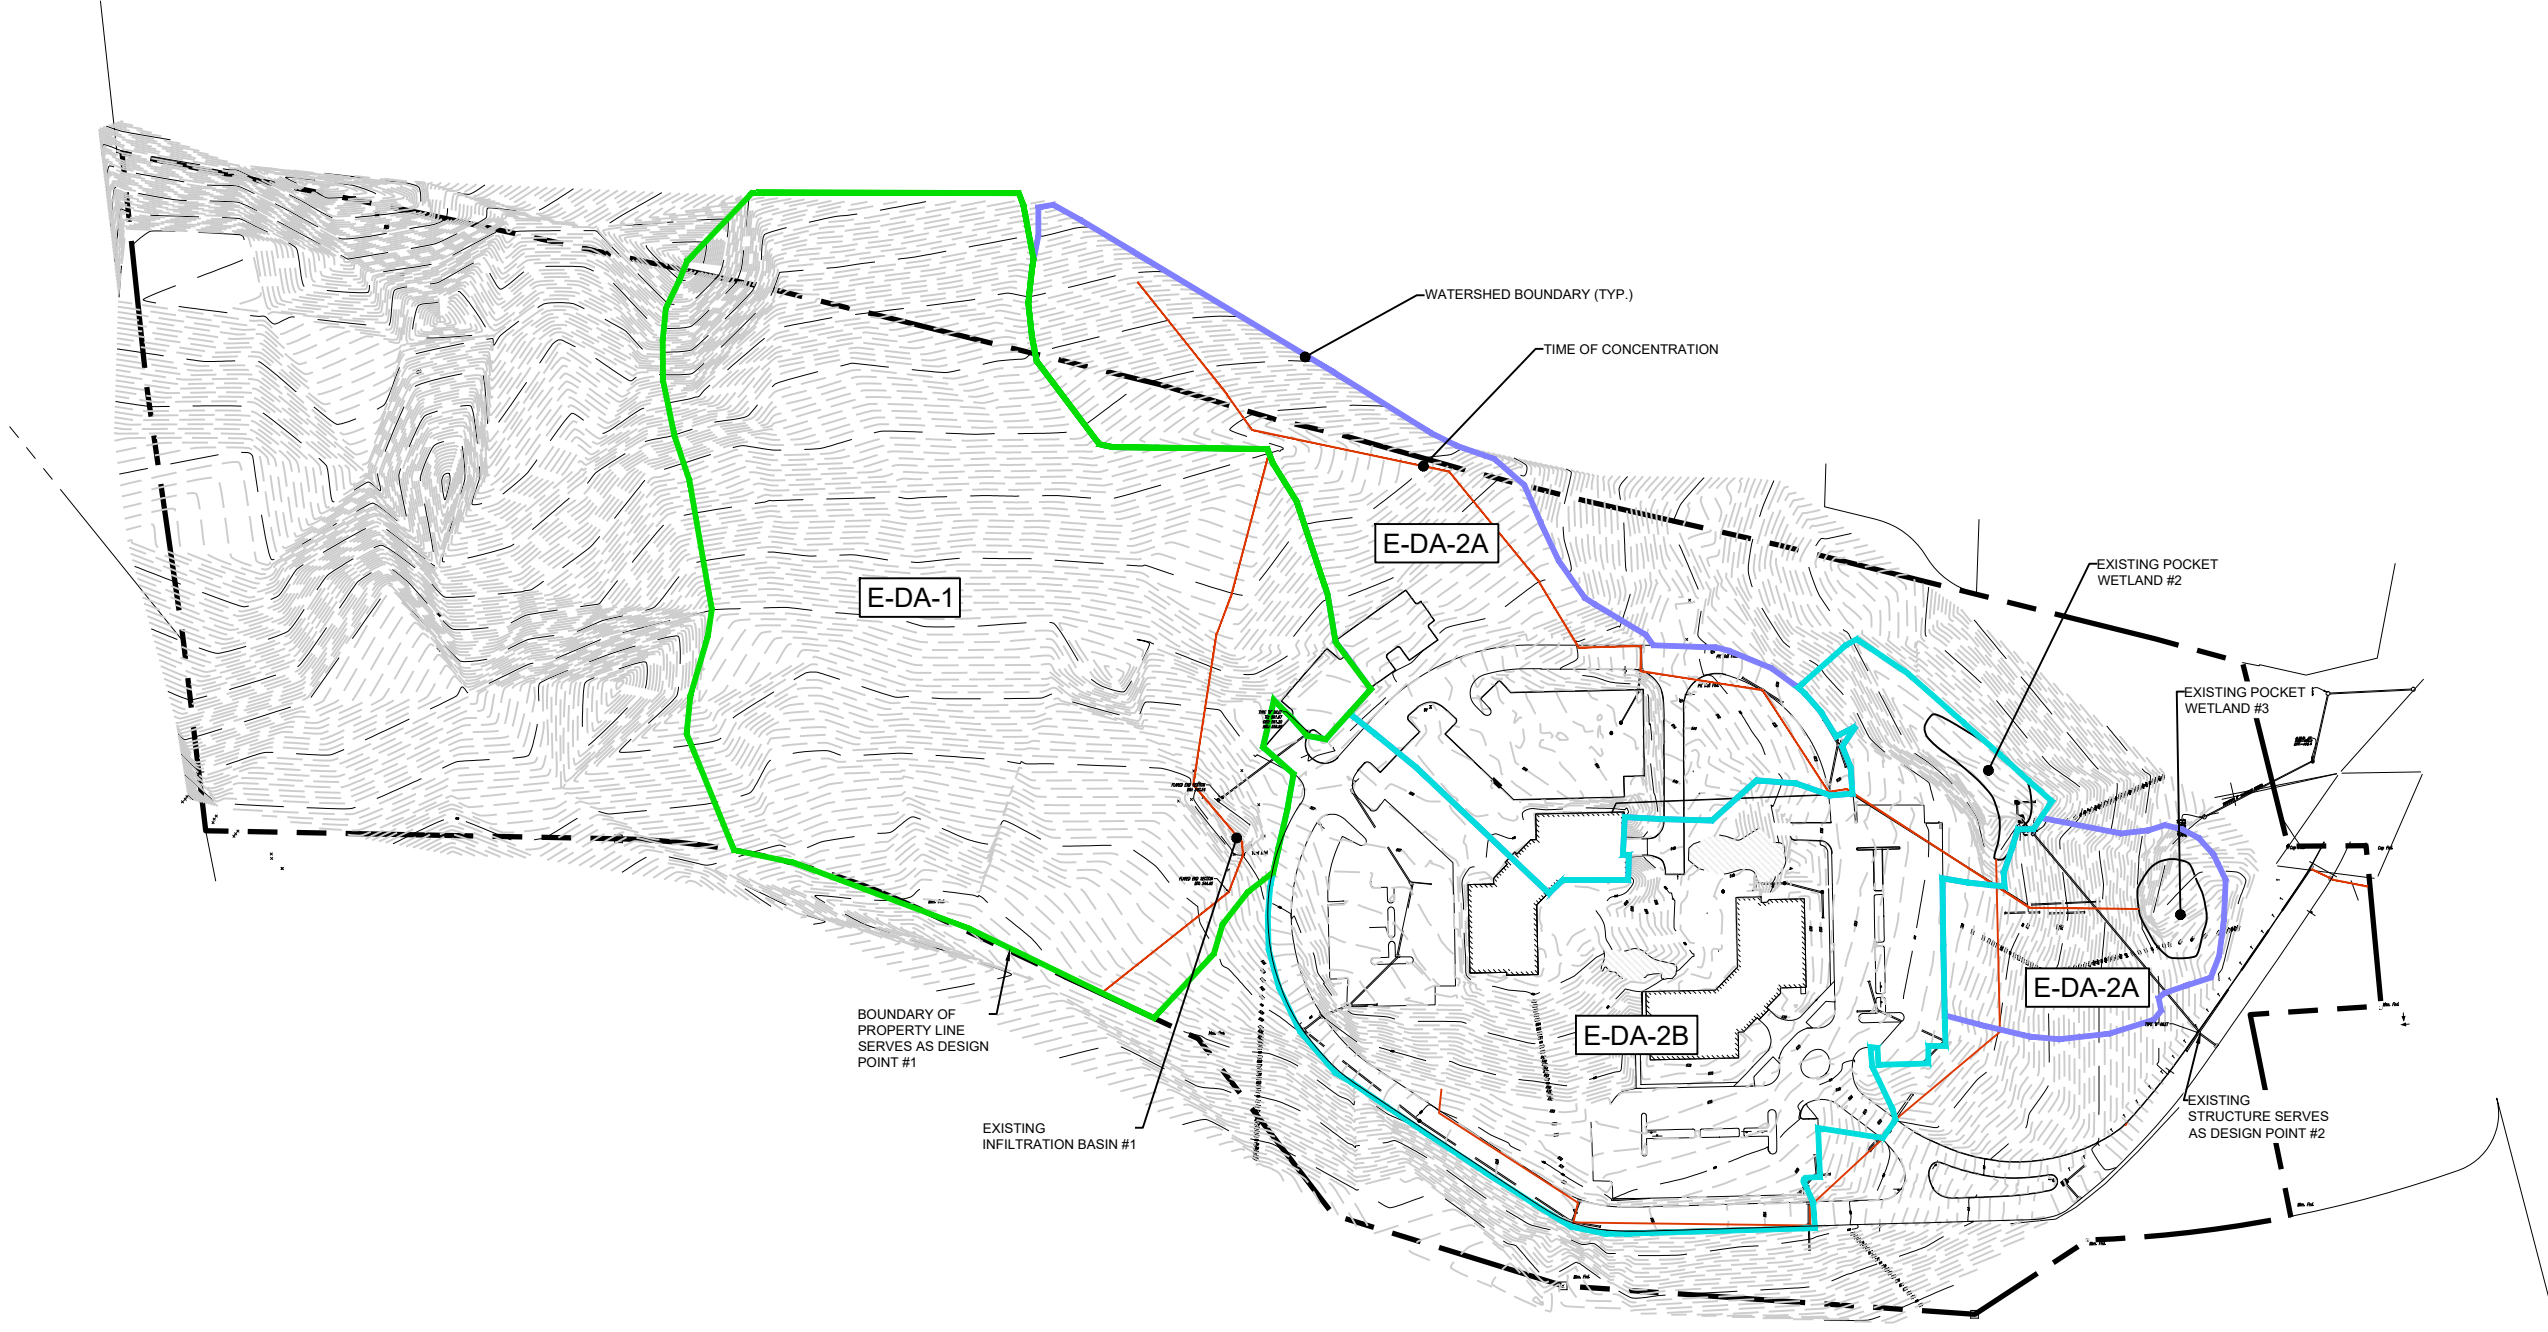 WATERSHED BOUNDARY (TYP.)
TIME OF CONCENTRATION
E-DA-2A
EXISTING POCKET
WETLAND #2
E-DA-1
EXISTING POCKET
WETLAND #3
E-DA-2A
E-DA-2B
BOUNDARY OF
PROPERTY LINE
SERVES AS DESIGN
POINT #1
EXISTING
INFILTRATION BASIN #1
EXISTING
STRUCTURE SERVES
AS DESIGN POINT #2